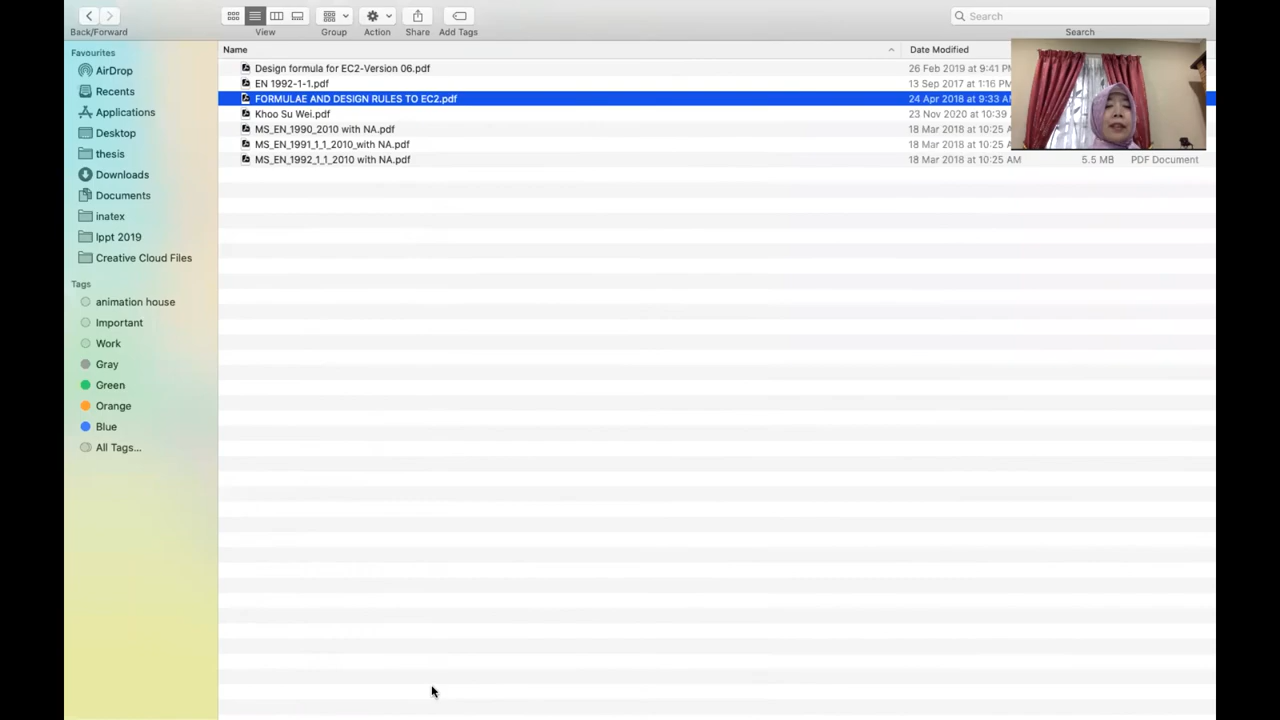 Search
Back/Forward
View
Group
Action
Share
Add Tags
Search
Favourites
AirDrop
Recents
Applications
Desktop
thesis
Downloads
Documents
inatex
lppt 2019
Creative Cloud Files
Tags
animation house
Important
Work
Gray
Green
Orange
Blue
All Tags...
Name
Date Modified
Design formula for EC2-Version 06.pdf
26 Feb 2019 at 9:41 PM
EN 1992-1-1.pdf
13 Sep 2017 at 1:16 PM
FORMULAE AND DESIGN RULES TO EC2.pdf
24 Apr 2018 at 9:33 A
Khoo Su Wei.pdf
23 Nov 2020 at 10:39
MS_EN_1990_2010 with NA.pdf
18 Mar 2018 at 10:25 A
MS_EN_1991_1_1_2010_with NA.pdf
18 Mar 2018 at 10:25 A
MS_EN_1992_1_1_2010 with NA.pdf
18 Mar 2018 at 10:25 AM
5.5 MB
PDF Document